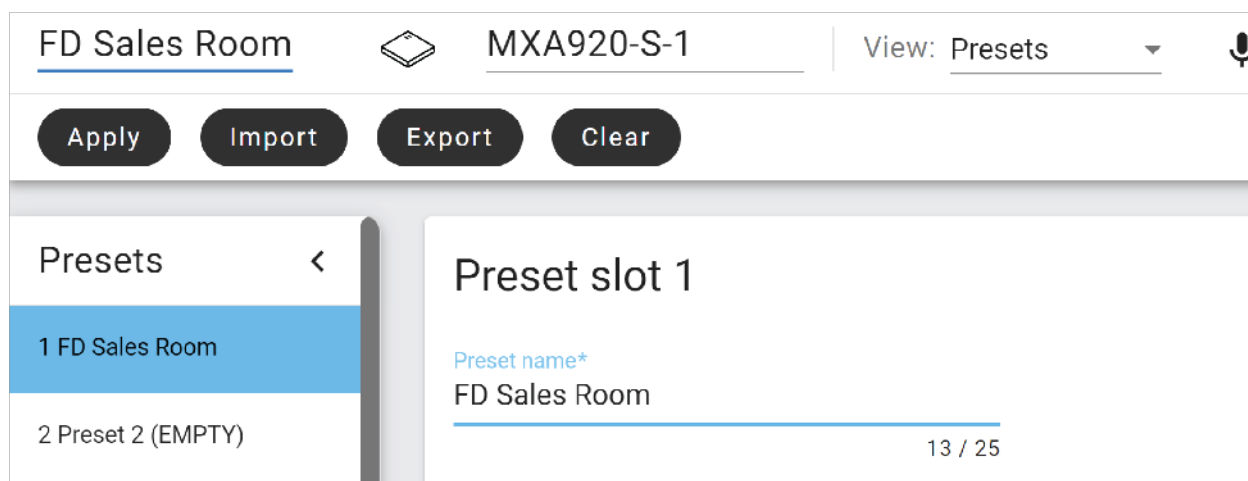 FD Sales Room MXA920-S-1 View: Presets
Apply Import Export Clear
Presets
1 FD Sales Room
2 Preset 2 (EMPTY)
Preset slot 1
Preset name*
FD Sales Room
13 / 25